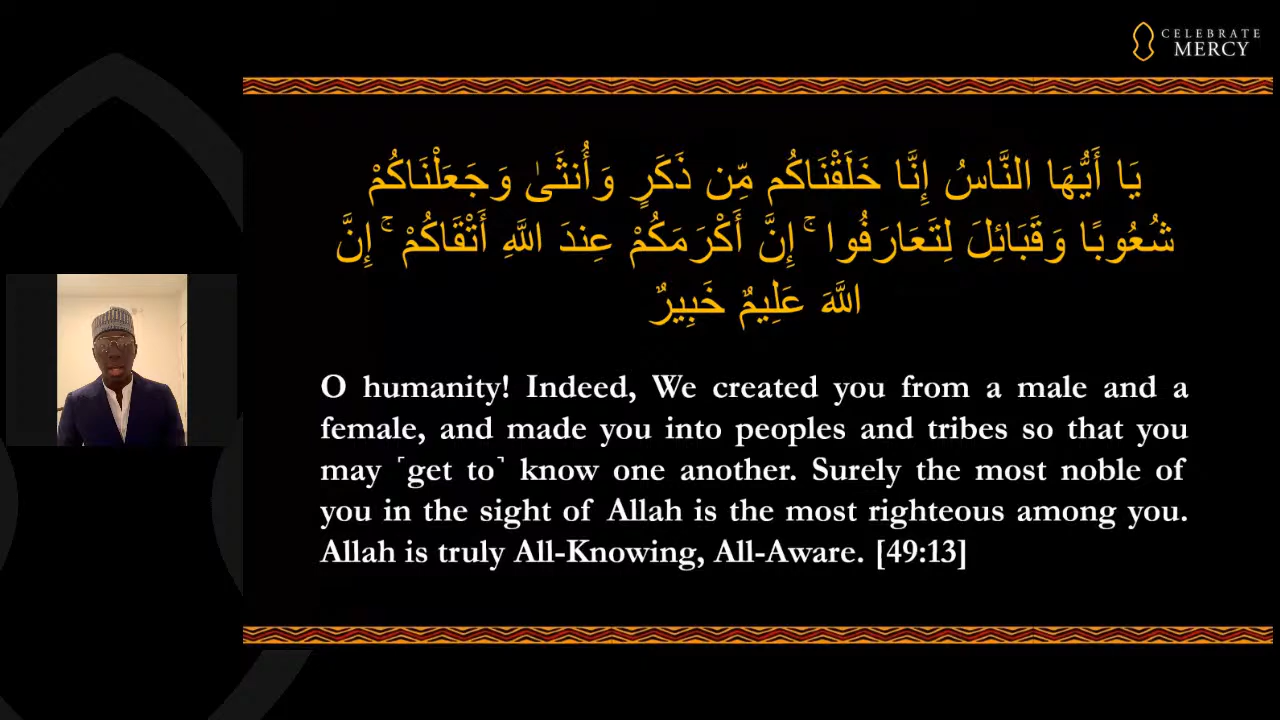 CELEBRATE
MERCY
يَا أَيُّهَا النَّاسُ إِنَّا خَلَقْنَاكُم مِّن ذَكَرٍ وَأُنثَىٰ وَجَعَلْنَاكُمْ
شُعُوبًا وَقَبَائِلَ لِتَعَارَفُوا ۚ إِنَّ أَكْرَمَكُمْ عِندَ اللَّهِ أَتْقَاكُمْ ۚ إِنَّ
اللَّهَ عَلِيمٌ خَبِيرٌ
O humanity! Indeed, We created you from a male and a
female, and made you into peoples and tribes so that you
may ˹get to˺ know one another. Surely the most noble of
you in the sight of Allah is the most righteous among you.
Allah is truly All-Knowing, All-Aware. [49:13]